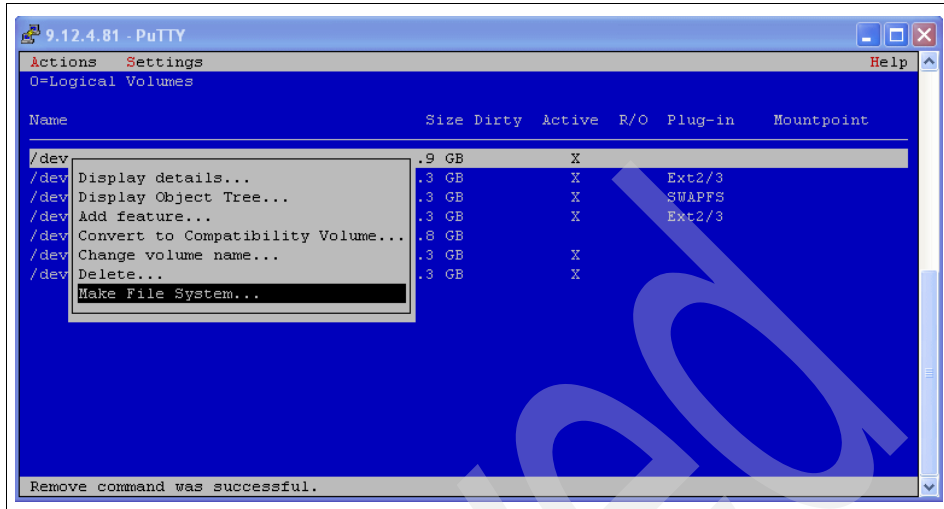 9.12.4.81 - PuTTY
Actions Settings Help
0=Logical Volumes
Name Size Dirty Active R/O Plug-in Mountpoint
/dev .9 GB X
/dev Display details... .3 GB X Ext2/3
/dev Display Object Tree... .3 GB X SWAPFS
/dev Add feature... .3 GB X Ext2/3
/dev Convert to Compatibility Volume... .8 GB
/dev Change volume name... .3 GB X
/dev Delete... .3 GB X
Make File System...
Remove command was successful.